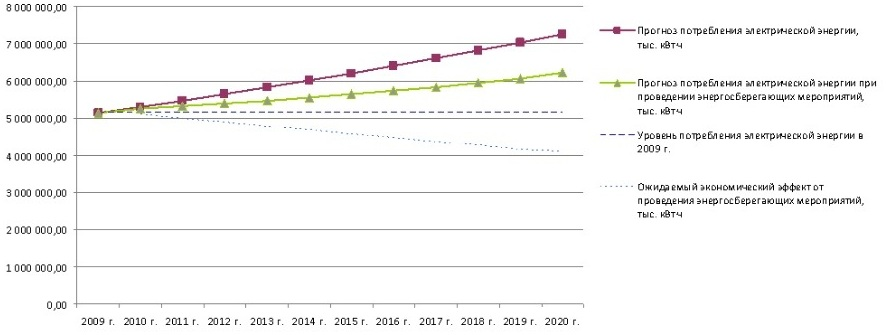 8 000 000,00
7 000 000,00
6 000 000,00
5 000 000,00
4 000 000,00
3 000 000,00
2 000 000,00
1 000 000,00
0,00
2009 г. 2010 г. 2011 г. 2012 г. 2013 г. 2014 г. 2015 г. 2016 г. 2017 г. 2018 г. 2019 г. 2020 г.
Прогноз потребления электрической энергии,
тыс. кВтч
Прогноз потребления электрической энергии при
проведении энергосберегающих мероприятий,
тыс. кВтч
Уровень потребления электрической энергии в
2009 г.
Ожидаемый экономический эффект от
проведения энергосберегающих мероприятий,
тыс. кВтч